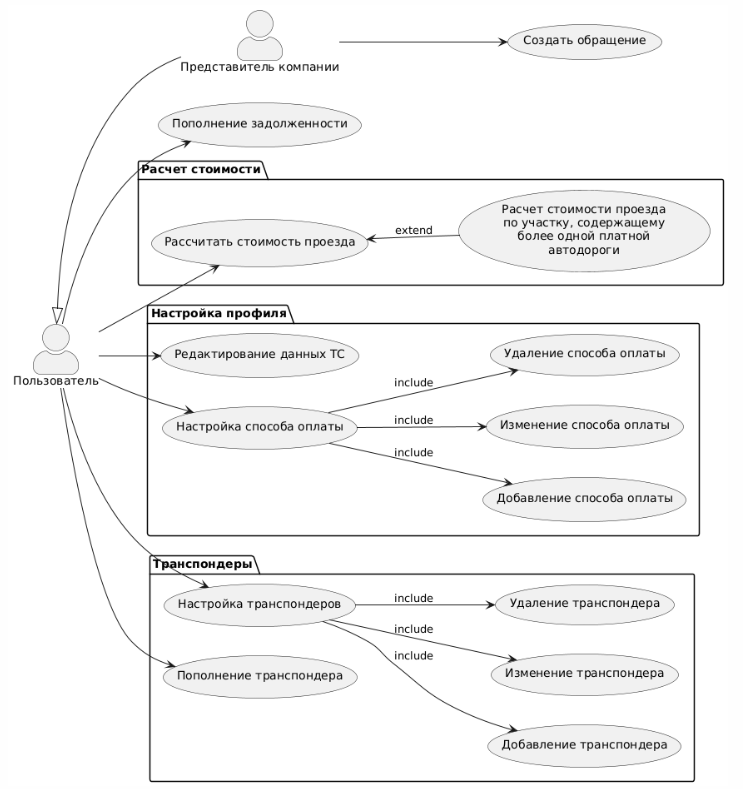 Создать обращение
Представитель компании
Пополнение задолженности
Расчет стоимости
Расчет стоимости проезда
по участку, содержащему
более одной платной
автодороги
extend
Рассчитать стоимость проезда
Настройка профиля
Пользователь
Редактирование данных ТС
Удаление способа оплаты
include
Настройка способа оплаты
include
Изменение способа оплаты
include
Добавление способа оплаты
Транспондеры
Настройка транспондеров
include
Удаление транспондера
include
Изменение транспондера
include
Пополнение транспондера
Добавление транспондера